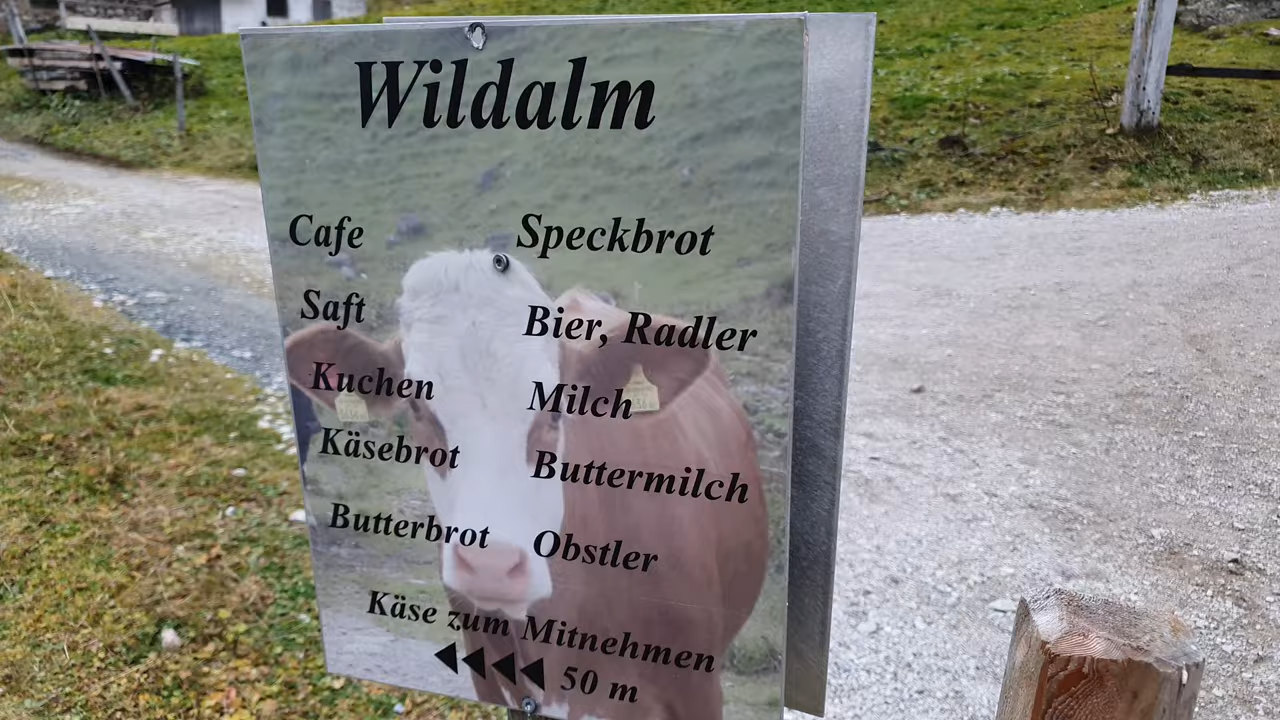 Wildalm
Cafe
Saft
Kuchen
Käsebrot
Butterbrot
Speckbrot
Bier, Radler
Milch
Buttermilch
Obstler
Käse zum Mitnehmen
50 m